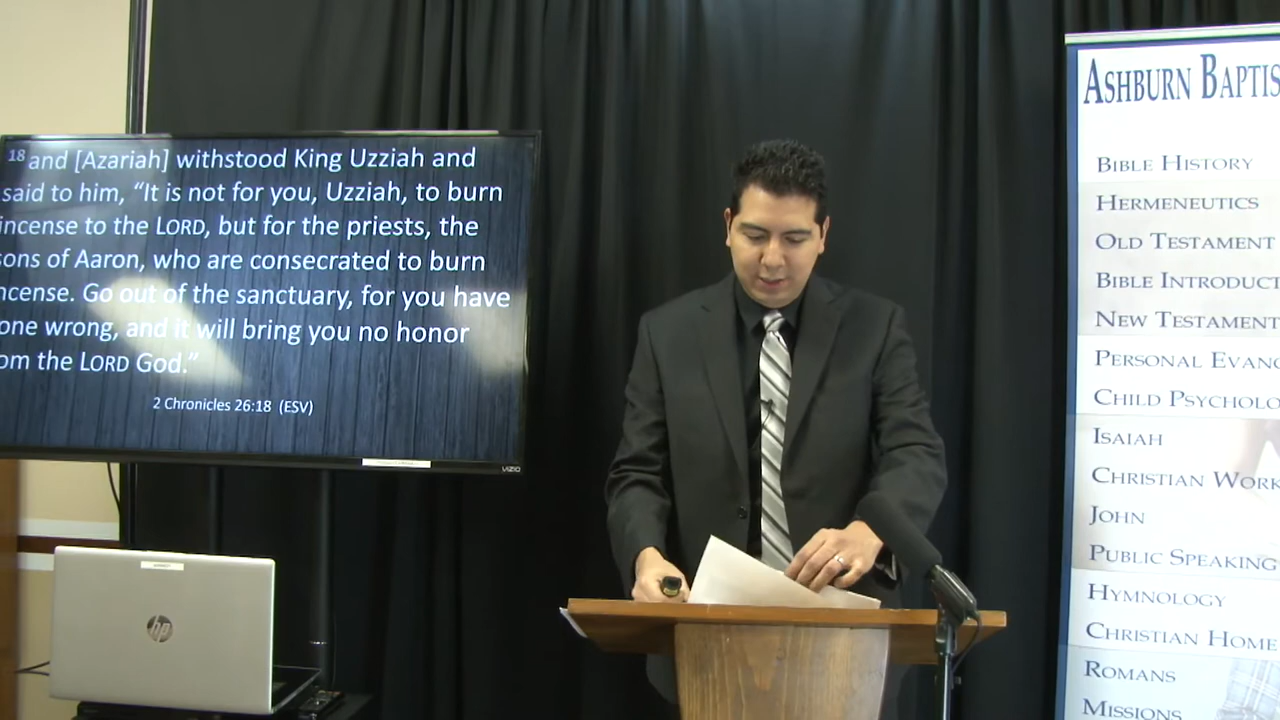 18 and [Azariah] withstood King Uzziah and
said to him, “It is not for you, Uzziah, to burn
incense to the LORD, but for the priests, the
sons of Aaron, who are consecrated to burn
ncense. Go out of the sanctuary, for you have
one wrong, and it will bring you no honor
om the LORD God.”
2 Chronicles 26:18 (ESV)
VIZIO
hp
ASHBURN BAPTIS
BIBLE HISTORY
HERMENEUTICS
OLD TESTAMENT
BIBLE INTRODUCT
NEW TESTAMENT
PERSONAL EVANG
CHILD PSYCHOLO
ISAIAH
CHRISTIAN WORK
JOHN
PUBLIC SPEAKING
HYMNOLOGY
CHRISTIAN HOME
ROMANS
MISSIONS